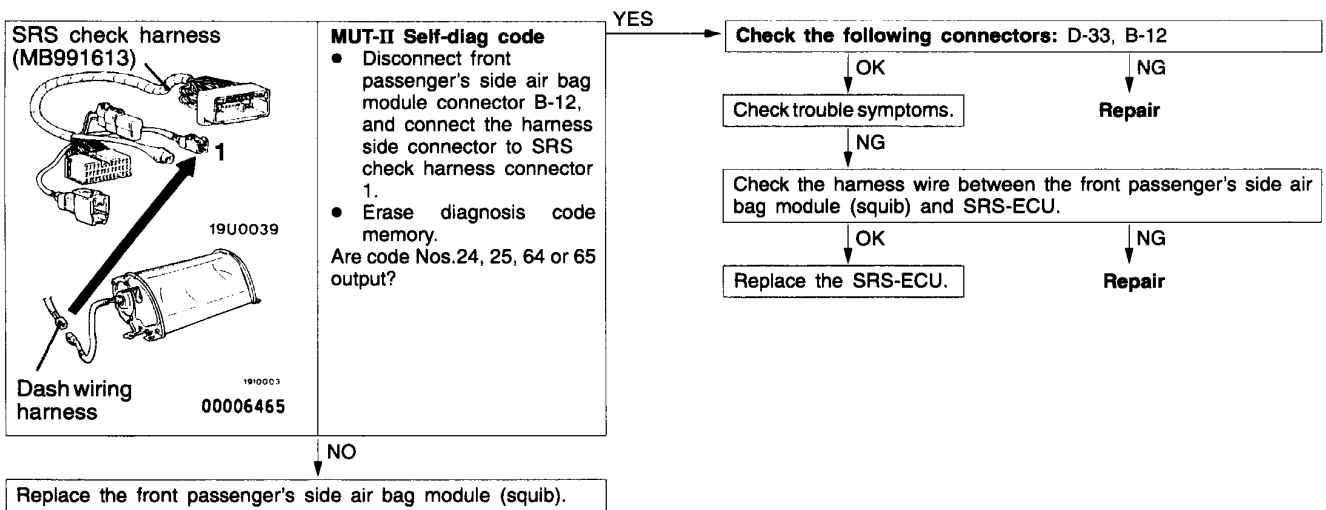 SRS check harness
(MB991613)
1
19U0039
Dash wiring
harness
19I0003
00006465
MUT-II Self-diag code
● Disconnect front
passenger's side air bag
module connector B-12,
and connect the harness
side connector to SRS
check harness connector
1.
● Erase diagnosis code
memory.
Are code Nos.24, 25, 64 or 65
output?
YES
Check the following connectors: D-33, B-12
OK
NG
Check trouble symptoms.
Repair
NG
Check the harness wire between the front passenger's side air
bag module (squib) and SRS-ECU.
OK
NG
Replace the SRS-ECU.
Repair
NO
Replace the front passenger's side air bag module (squib).